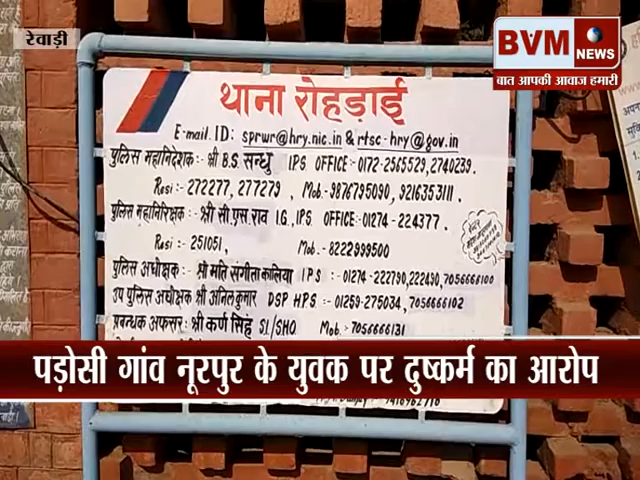 रेवाड़ी
BVM NEWS
बात आपकी आवाज हमारी
थाना रोहड़ाई
E-mail. ID: sprwr@hry.nic.in & rtsc-hry@gov.in
पुलिस महानिदेशक:- श्री B.S. सन्धु IPS OFFICE:-0172-2565529, 2740239.
Resi:- 272277, 277279, Mob.-9876795090, 9216353111.
पुलिस महानिरिक्षक:- श्री सी.एस.राव I.G., IPS OFFICE:-01274-224377.
Resi:- 251051, Mob.-8222999500
पुलिस अधीक्षक:- श्री मति संगीता कालिया IPS :-01274-222790, 222490, 7056668100
उप पुलिस अधीक्षक श्री अनिल कुमार DSP HPS:-01259-275034, 7056666102
प्रबन्धक अफसर: श्री कर्ण सिंह SI/SHO Mob:-7056666131
पड़ोसी गांव नूरपुर के युवक पर दुष्कर्म का आरोप